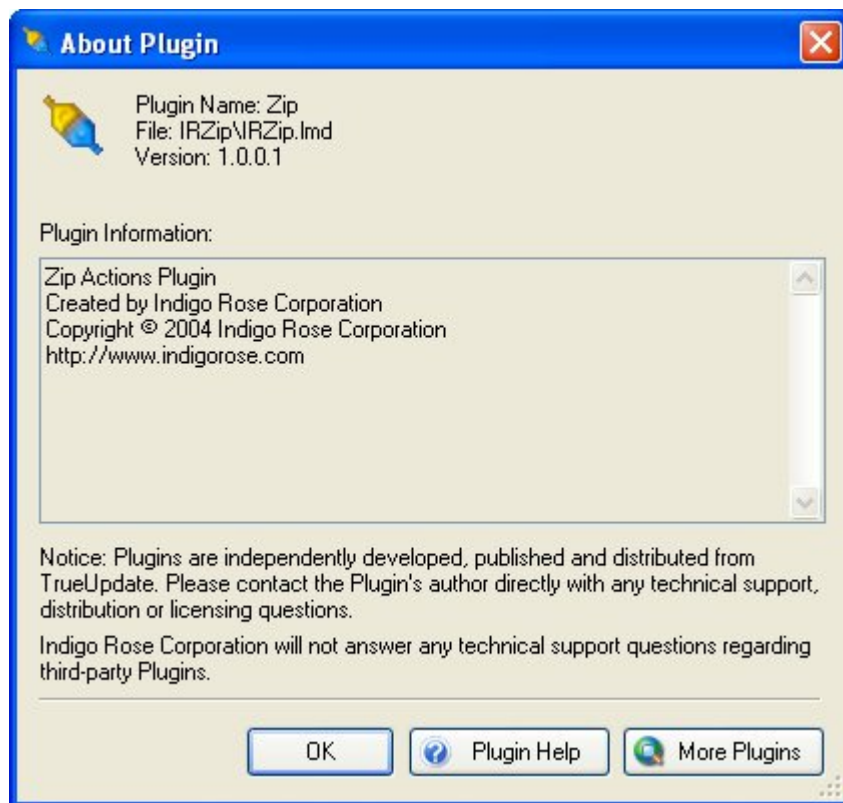 About Plugin
Plugin Name: Zip
File: IRZip\IRZip.lmd
Version: 1.0.0.1
Plugin Information:
Zip Actions Plugin
Created by Indigo Rose Corporation
Copyright © 2004 Indigo Rose Corporation
http://www.indigorose.com
Notice: Plugins are independently developed, published and distributed from
TrueUpdate. Please contact the Plugin's author directly with any technical support,
distribution or licensing questions.
Indigo Rose Corporation will not answer any technical support questions regarding
third-party Plugins.
OK
Plugin Help
More Plugins